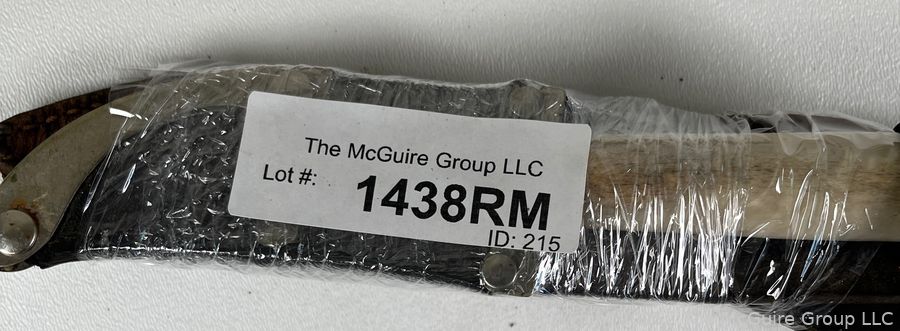 The McGuire Group LLC
Lot #:
1438RM
ID: 215
Guire Group LLC